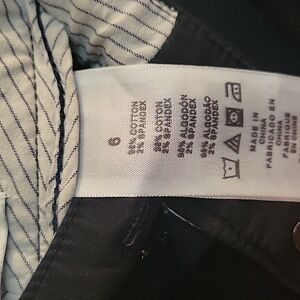 6
98% COTTON
2% SPANDEX
98% COTON
2% SPANDEX
98% ALGODÓN
2% SPANDEX
98% ALGODÃO
2% SPANDEX
MADE IN
CHINA
FABRICADO EN
CHINA
FABRIQUÉ
EN CHINE